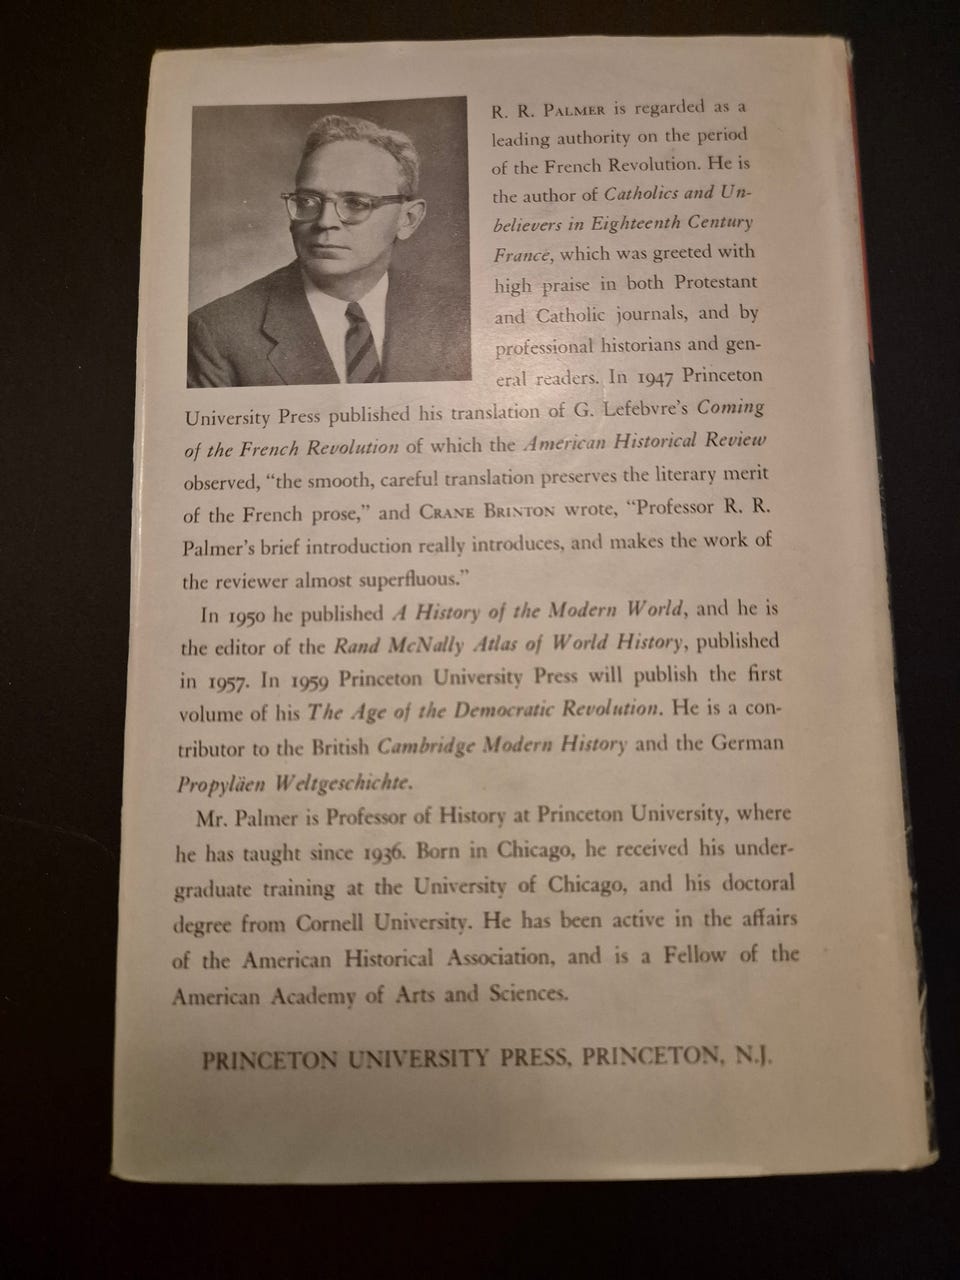 R. R. PALMER is regarded as a
leading authority on the period
of the French Revolution. He is
the author of Catholics and Un-
believers in Eighteenth Century
France, which was greeted with
high praise in both Protestant
and Catholic journals, and by
professional historians and gen-
eral readers. In 1947 Princeton
University Press published his translation of G. Lefebvre's Coming
of the French Revolution of which the American Historical Review
observed, “the smooth, careful translation preserves the literary merit
of the French prose,” and CRANE BRINTON wrote, “Professor R. R.
Palmer's brief introduction really introduces, and makes the work of
the reviewer almost superfluous.”
In 1950 he published A History of the Modern World, and he is
the editor of the Rand McNally Atlas of World History, published
in 1957. In 1959 Princeton University Press will publish the first
volume of his The Age of the Democratic Revolution. He is a con-
tributor to the British Cambridge Modern History and the German
Propyläen Weltgeschichte.
Mr. Palmer is Professor of History at Princeton University, where
he has taught since 1936. Born in Chicago, he received his under-
graduate training at the University of Chicago, and his doctoral
degree from Cornell University. He has been active in the affairs
of the American Historical Association, and is a Fellow of the
American Academy of Arts and Sciences.
PRINCETON UNIVERSITY PRESS, PRINCETON, N.J.